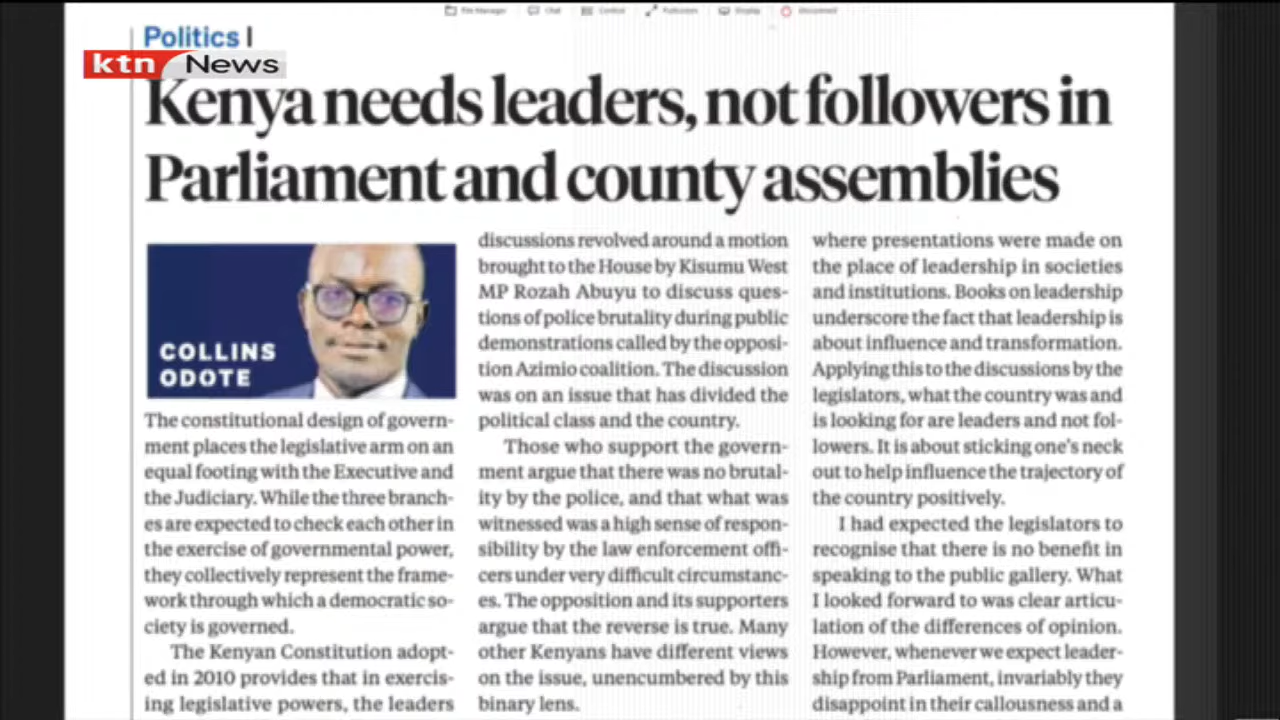 File Manager Chat Control Fullscreen Display Disconnect
Politics
ktn News
Kenya needs leaders, not followers in
Parliament and county assemblies
COLLINS
ODOTE
The constitutional design of govern-
ment places the legislative arm on an
equal footing with the Executive and
the Judiciary. While the three branch-
es are expected to check each other in
the exercise of governmental power,
they collectively represent the frame-
work through which a democratic so-
ciety is governed.
The Kenyan Constitution adopt-
ed in 2010 provides that in exercis-
ing legislative powers, the leaders
discussions revolved around a motion
brought to the House by Kisumu West
MP Rozah Abuyu to discuss ques-
tions of police brutality during public
demonstrations called by the opposi-
tion Azimio coalition. The discussion
was on an issue that has divided the
political class and the country.
Those who support the govern-
ment argue that there was no brutal-
ity by the police, and that what was
witnessed was a high sense of respon-
sibility by the law enforcement offi-
cers under very difficult circumstanc-
es. The opposition and its supporters
argue that the reverse is true. Many
other Kenyans have different views
on the issue, unencumbered by this
binary lens.
where presentations were made on
the place of leadership in societies
and institutions. Books on leadership
underscore the fact that leadership is
about influence and transformation.
Applying this to the discussions by the
legislators, what the country was and
is looking for are leaders and not fol-
lowers. It is about sticking one's neck
out to help influence the trajectory of
the country positively.
I had expected the legislators to
recognise that there is no benefit in
speaking to the public gallery. What
I looked forward to was clear articu-
lation of the differences of opinion.
However, whenever we expect leader-
ship from Parliament, invariably they
disappoint in their callousness and a